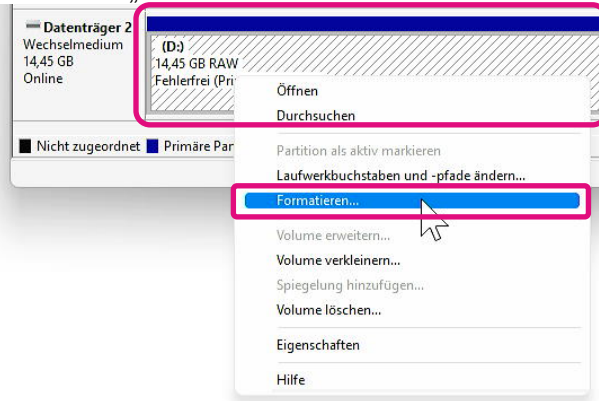 Datenträger 2
Wechselmedium
14,45 GB
Online
(D:)
14,45 GB RAW
Fehlerfrei (Pri
Nicht zugeordnet
Primäre Par
Öffnen
Durchsuchen
Partition als aktiv markieren
Laufwerkbuchstaben und -pfade ändern...
Formatieren...
Volume erweitern...
Volume verkleinern...
Spiegelung hinzufügen...
Volume löschen...
Eigenschaften
Hilfe